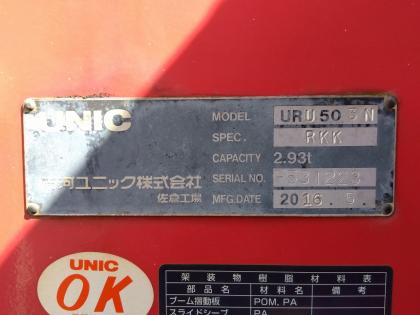 UNIC
MODEL URU503N
SPEC. RKK
CAPACITY 2.93t
SERIAL NO.
古河ユニック株式会社
佐倉工場
MFG.DATE 2016.5.
UNIC
OK
架装物樹脂材料表
部品名 材料名 備考
ブーム摺動板 POM, PA
スライドシーブ PA